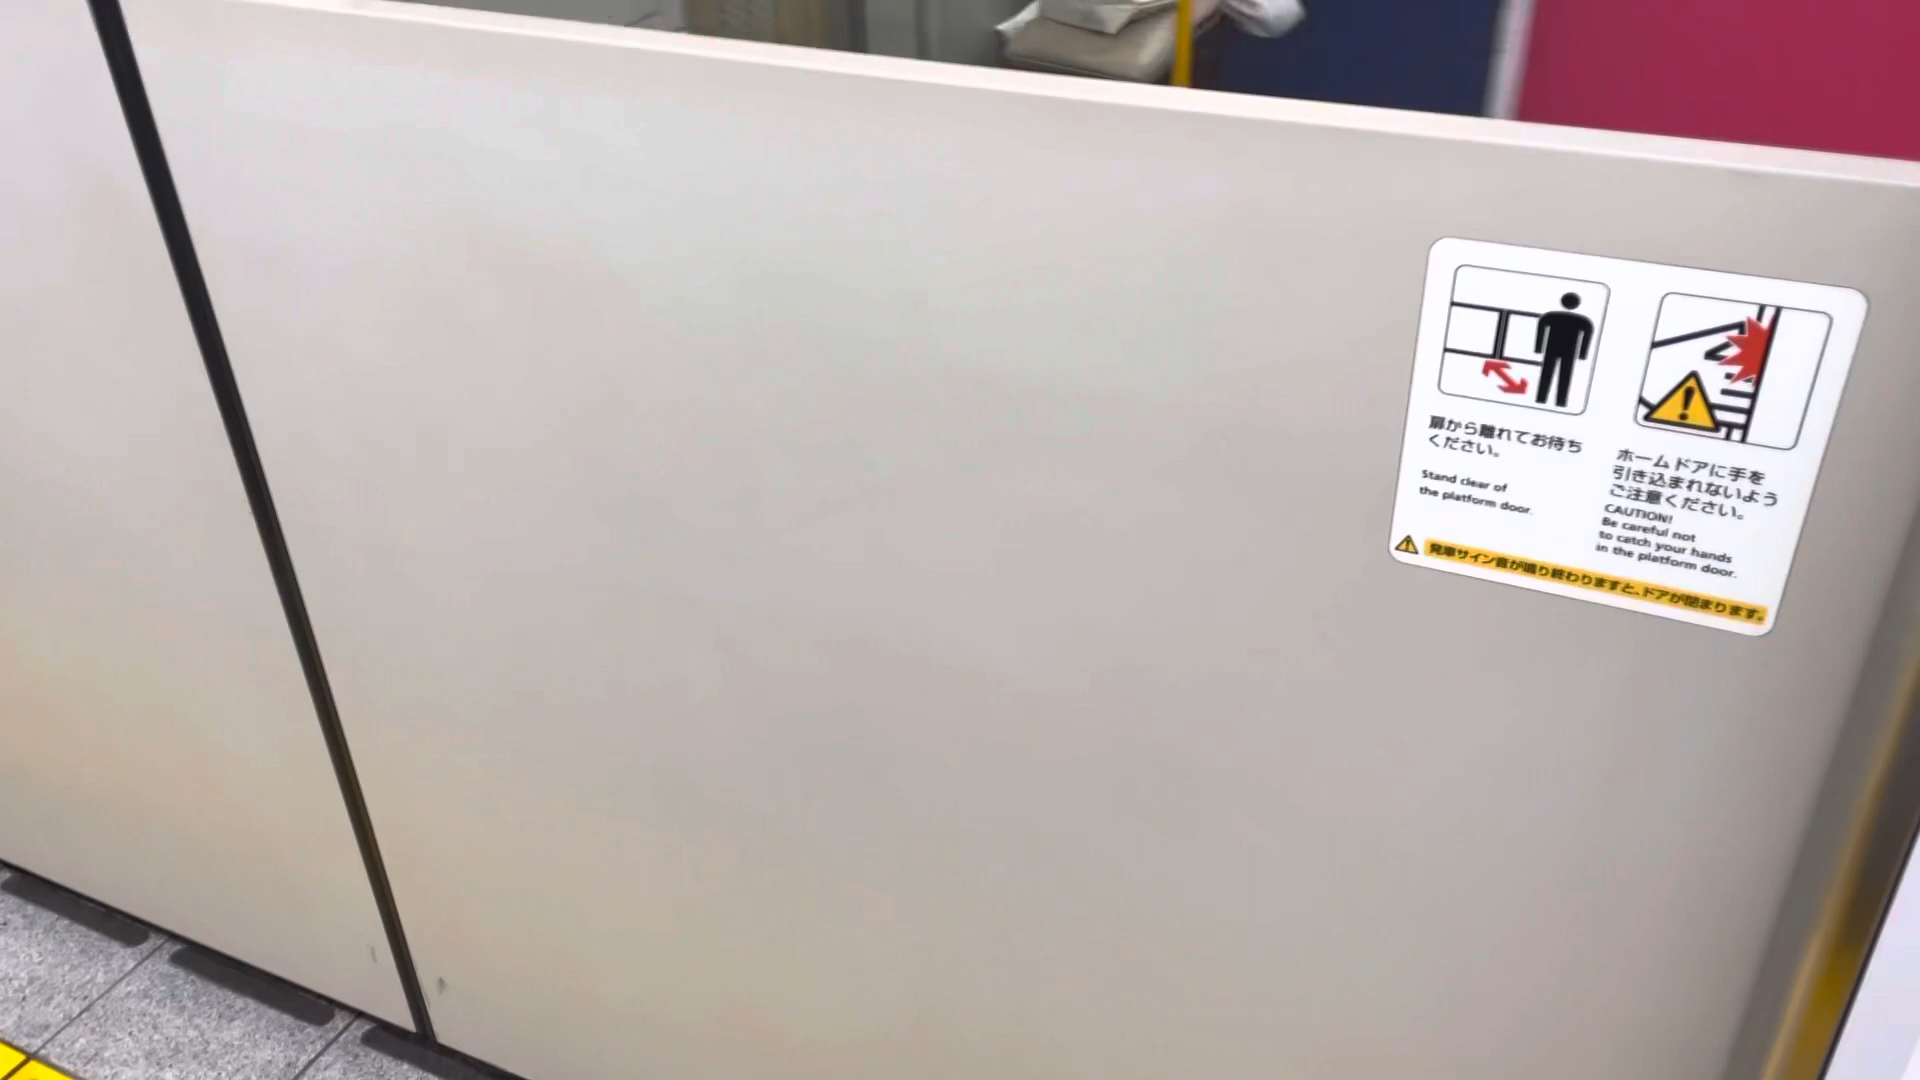 扉から離れてお待ち
ください。
Stand clear of
the platform door.
ホームドアに手を
引き込まれないよう
ご注意ください。
CAUTION!
Be careful not
to catch your hands
in the platform door.
発車サイン音が鳴り終わりますと、ドアが閉まります。